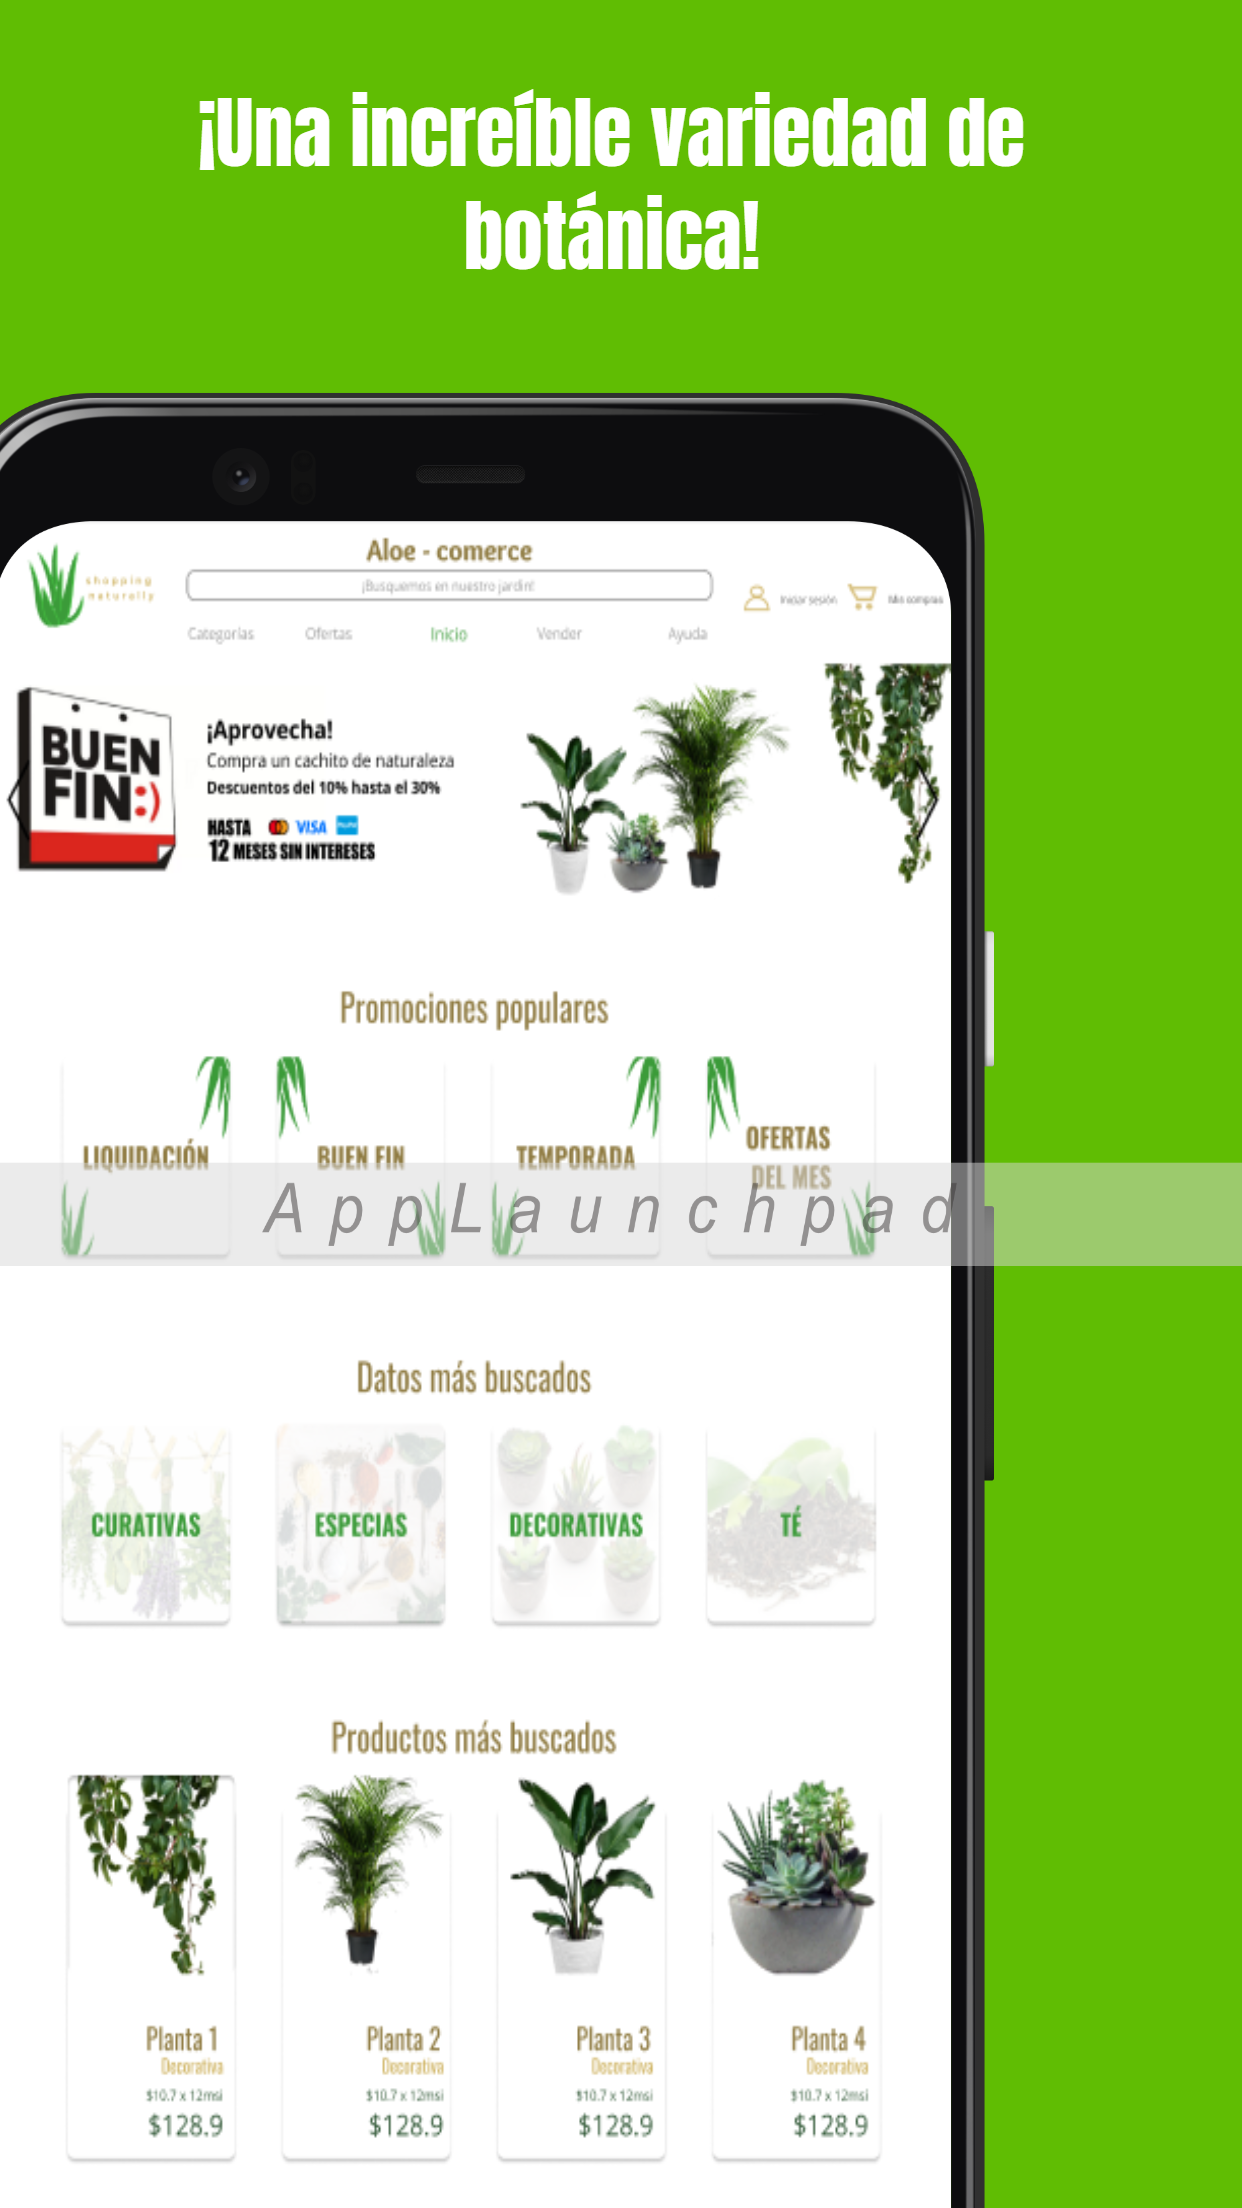 ¡Una increíble variedad de
botánica!
Aloe - comerce
shopping
naturally
¡Busquemos en nuestro jardin!
Iniciar sesión
Mis compras
Categorías Ofertas Inicio Vender Ayuda
BUEN
FIN:)
¡Aprovecha!
Compra un cachito de naturaleza
Descuentos del 10% hasta el 30%
HASTA VISA
12 MESES SIN INTERESES
Promociones populares
LIQUIDACIÓN BUEN FIN TEMPORADA OFERTAS
DEL MES
AppLaunchpad
Datos más buscados
CURATIVAS ESPECIAS DECORATIVAS TÉ
Productos más buscados
Planta 1 Planta 2 Planta 3 Planta 4
Decorativa Decorativa Decorativa Decorativa
$10.7 x 12msi $10.7 x 12msi $10.7 x 12msi $10.7 x 12msi
$128.9 $128.9 $128.9 $128.9